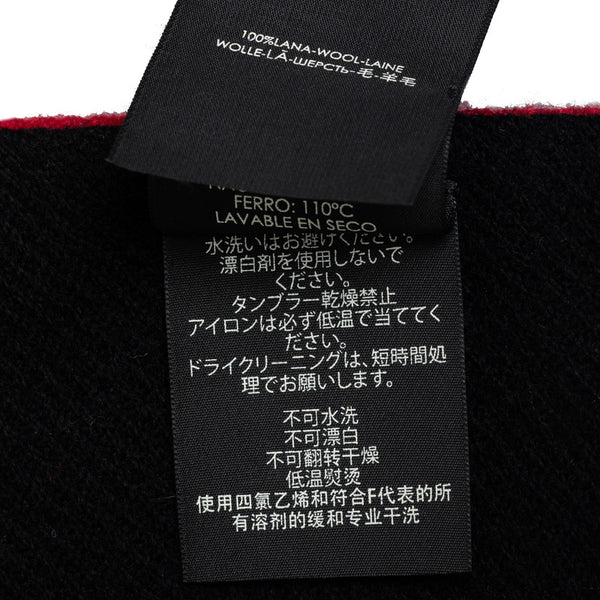 100%LANA-WOOL-LAINE
WOLLE-LÃ-ШЕРСТЬ-毛-羊毛
FERRO: 110°C
LAVABLE EN SECO
水洗いはお避けください。
漂白剤を使用しないで
ください。
タンブラー乾燥禁止
アイロンは必ず低温で当ててく
ださい。
ドライクリーニングは、短時間処
理でお願いします。
不可水洗
不可漂白
不可翻转干燥
低温熨烫
使用四氯乙烯和符合F代表的所
有溶剂的缓和专业干洗